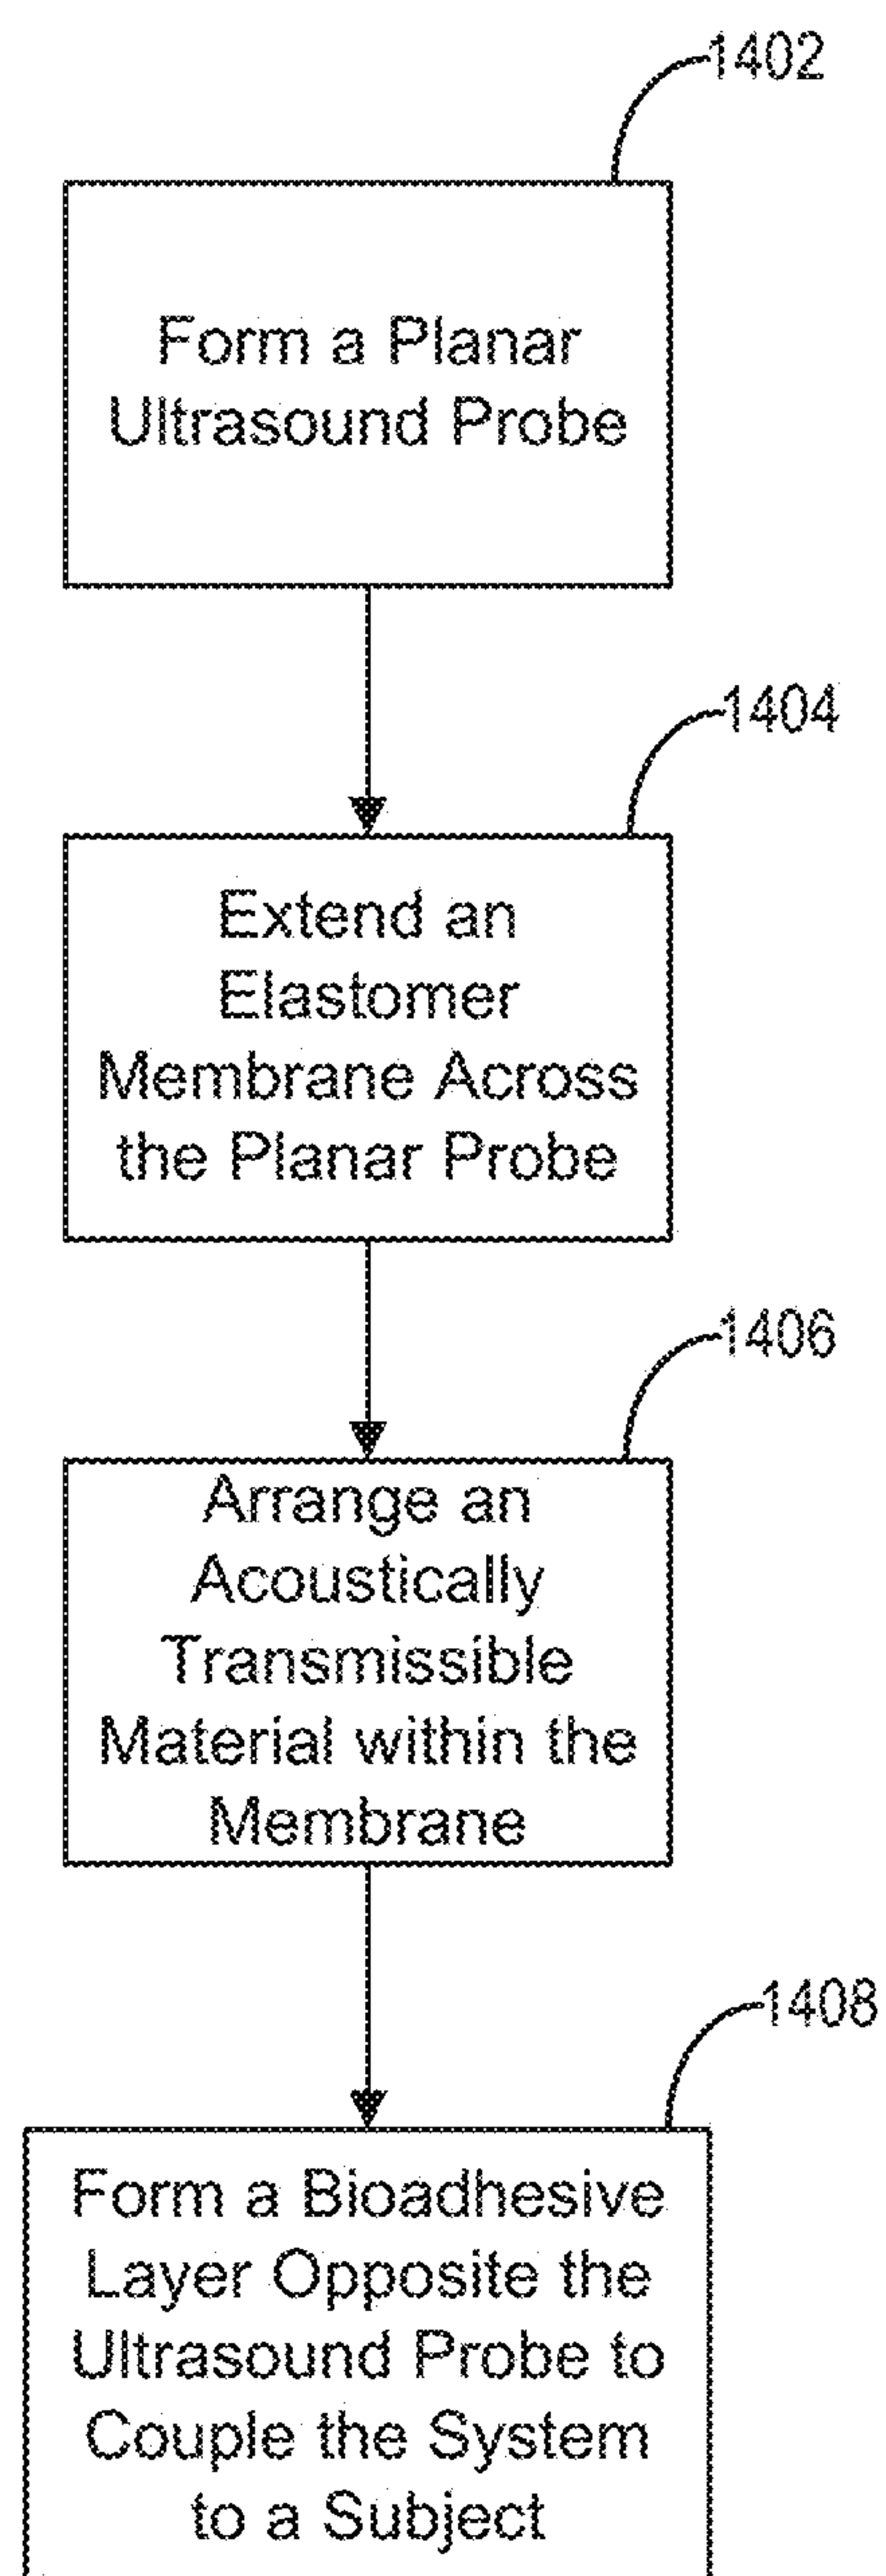 1402
Form a Planar
Ultrasound Probe
1404
Extend an
Elastomer
Membrane Across
the Planar Probe
1406
Arrange an
Acoustically
Transmissible
Material within the
Membrane
1408
Form a Bioadhesive
Layer Opposite the
Ultrasound Probe to
Couple the System
to a Subject